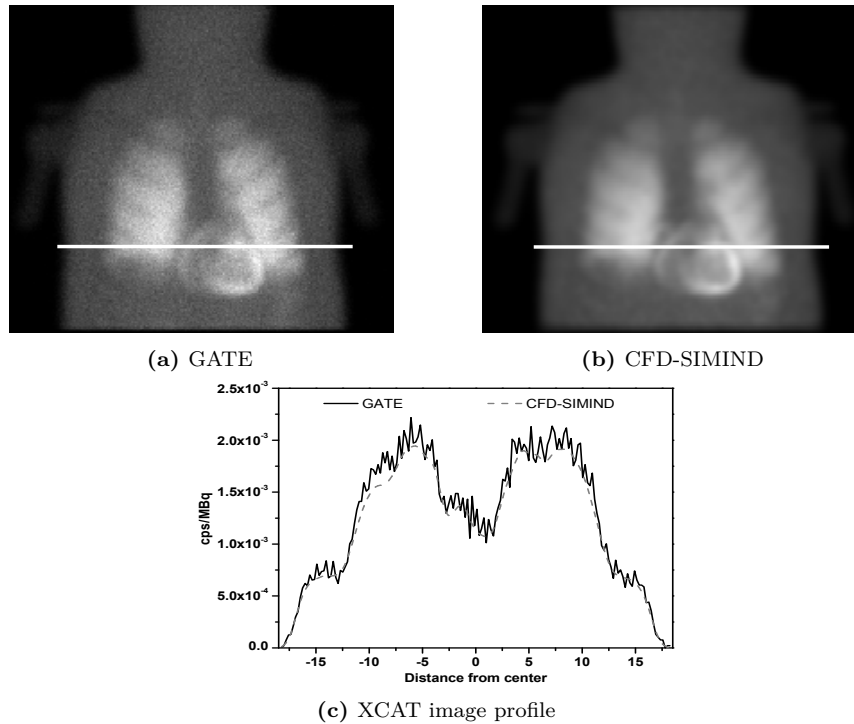 (a) GATE
(b) CFD-SIMIND
GATE
CFD-SIMIND
2.5x10⁻³
2.0x10⁻³
1.5x10⁻³
1.0x10⁻³
5.0x10⁻⁴
0.0
cps/MBq
-15 -10 -5 0 5 10 15
Distance from center
(c) XCAT image profile